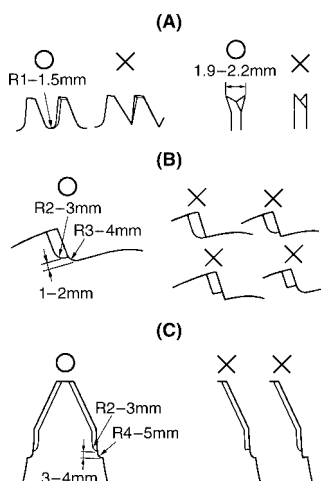 (A)
R1–1.5mm
1.9–2.2mm
(B)
R2–3mm
R3–4mm
1–2mm
(C)
R2–3mm
R4–5mm
3–4mm